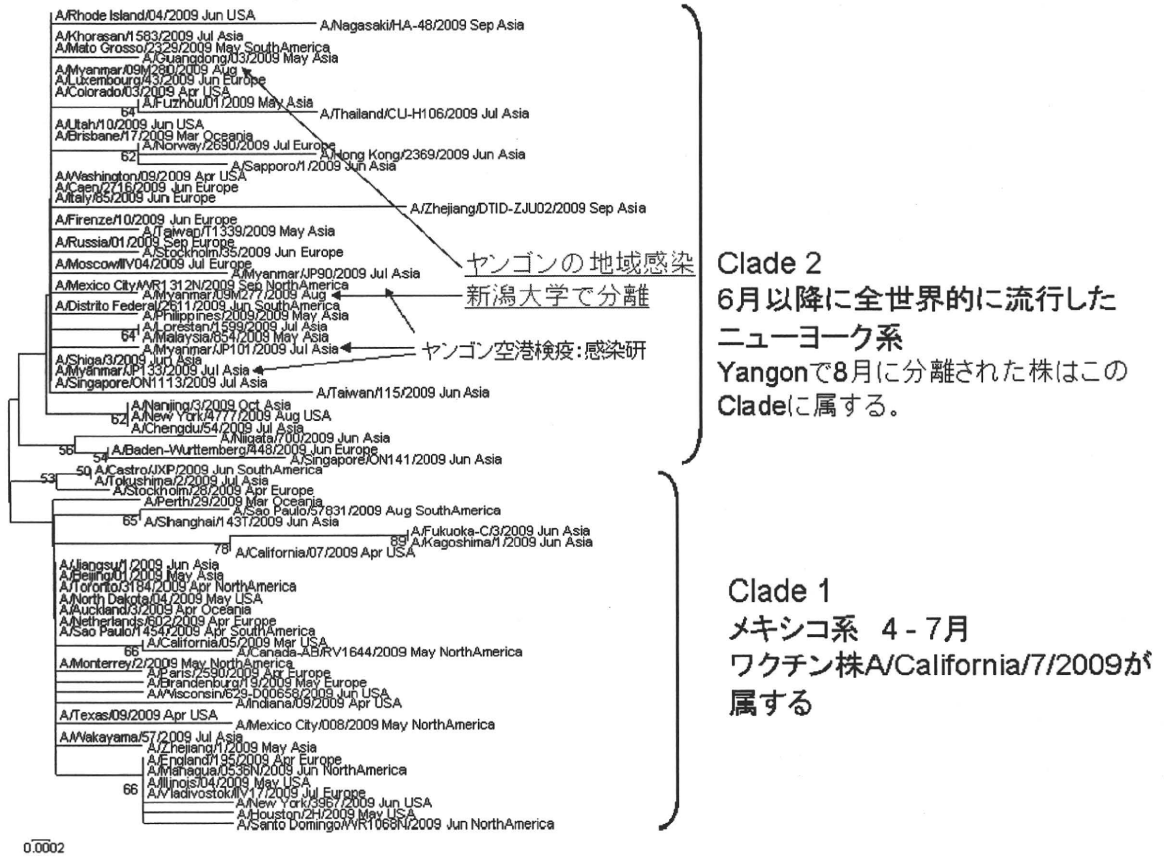 A/Rhode Island/04/2009 Jun USA
A/Nagasaki/HA-48/2009 Sep Asia
A/Khorasan/1583/2009 Jul Asia
A/Mato Grosso/2329/2009 May SouthAmerica
A/Guangdong/03/2009 May Asia
A/Myanmar/09M280/2009 Aug
A/Luxembourg/43/2009 Jun Europe
A/Colorado/03/2009 Apr USA
A/Fuzhou/01/2009 May Asia
64
A/Thailand/CU-H106/2009 Jul Asia
A/Utah/10/2009 Jun USA
A/Brisbane/17/2009 Mar Oceania
A/Norway/2690/2009 Jul Europe
62
A/Hong Kong/2369/2009 Jun Asia
A/Sapporo/1/2009 Jun Asia
A/Washington/09/2009 Apr USA
A/Caen/2716/2009 Jun Europe
A/Italy/85/2009 Jun Europe
A/Zhejiang/DTID-ZJU02/2009 Sep Asia
A/Firenze/10/2009 Jun Europe
A/Taiwan/T1339/2009 May Asia
A/Russia/01/2009 Sep Europe
A/Stockholm/35/2009 Jun Europe
A/Moscow/IIV04/2009 Jul Europe
A/Myanmar/JP90/2009 Jul Asia
A/Mexico City/WR1312N/2009 Sep NorthAmerica
A/Myanmar/09M277/2009 Aug
A/Distrito Federal/2611/2009 Jun SouthAmerica
A/Philippines/2009/2009 May Asia
A/Lorestan/1599/2009 Jul Asia
64
A/Malaysia/854/2009 May Asia
A/Myanmar/JP101/2009 Jul Asia
A/Shiga/3/2009 Jun Asia
A/Myanmar/JP133/2009 Jul Asia
A/Singapore/ON1113/2009 Jul Asia
A/Taiwan/115/2009 Jun Asia
A/Nanjing/3/2009 Oct Asia
62
A/New York/4777/2009 Aug USA
A/Chengdu/54/2009 Jul Asia
A/Niigata/700/2009 Jun Asia
56
A/Baden-Wurttemberg/448/2009 Jun Europe
54
A/Singapore/ON141/2009 Jun Asia
ヤンゴンの地域感染
新潟大学で分離
ヤンゴン空港検疫:感染研
Clade 2
6月以降に全世界的に流行した
ニューヨーク系
Yangonで8月に分離された株はこの
Cladeに属する。
50
A/Castro/JXP/2009 Jun SouthAmerica
53
A/Tokushima/2/2009 Jul Asia
A/Stockholm/28/2009 Apr Europe
A/Perth/29/2009 Mar Oceania
A/Sao Paulo/57831/2009 Aug SouthAmerica
65
A/Shanghai/143T/2009 Jun Asia
A/Fukuoka-C/3/2009 Jun Asia
89
A/Kagoshima/1/2009 Jun Asia
78
A/California/07/2009 Apr USA
A/Jiangsu/1/2009 Jun Asia
A/Beijing/01/2009 May Asia
A/Toronto/3184/2009 Apr NorthAmerica
A/North Dakota/04/2009 May USA
A/Auckland/3/2009 Apr Oceania
A/Netherlands/602/2009 Apr Europe
A/Sao Paulo/1454/2009 Apr SouthAmerica
A/California/05/2009 Mar USA
66
A/Canada-AB/RV1644/2009 May NorthAmerica
A/Monterrey/2/2009 May NorthAmerica
A/Paris/2590/2009 Apr Europe
A/Brandenburg/19/2009 May Europe
A/Wisconsin/629-D00658/2009 Jun USA
A/Indiana/09/2009 Apr USA
A/Texas/09/2009 Apr USA
A/Mexico City/008/2009 May NorthAmerica
A/Wakayama/57/2009 Jul Asia
A/Zhejiang/1/2009 May Asia
A/England/195/2009 Apr Europe
A/Managua/0536N/2009 Jun NorthAmerica
A/Illinois/04/2009 May USA
66
A/Vladivostok/IIV17/2009 Jul Europe
A/New York/3967/2009 Jun USA
A/Houston/2H/2009 May USA
A/Santo Domingo/WR1068N/2009 Jun NorthAmerica
Clade 1
メキシコ系 4-7月
ワクチン株A/California/7/2009が
属する
0.0002